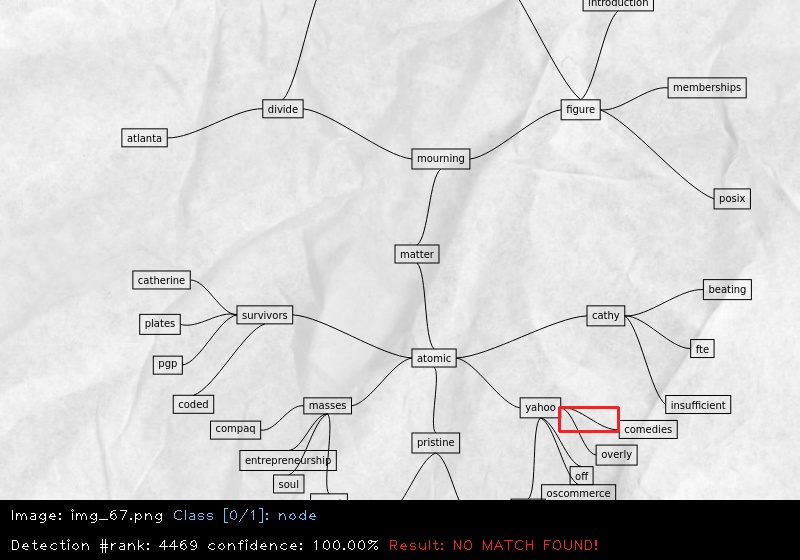 introduction
memberships
figure
divide
atlanta
mourning
posix
matter
catherine
beating
survivors
cathy
plates
fte
atomic
pgp
coded
masses
yahoo
insufficient
compaq
comedies
pristine
overly
entrepreneurship
off
soul
oscommerce
Image: img_67.png Class [0/1]: node
Detection #rank: 4469 confidence: 100.00% Result: NO MATCH FOUND!